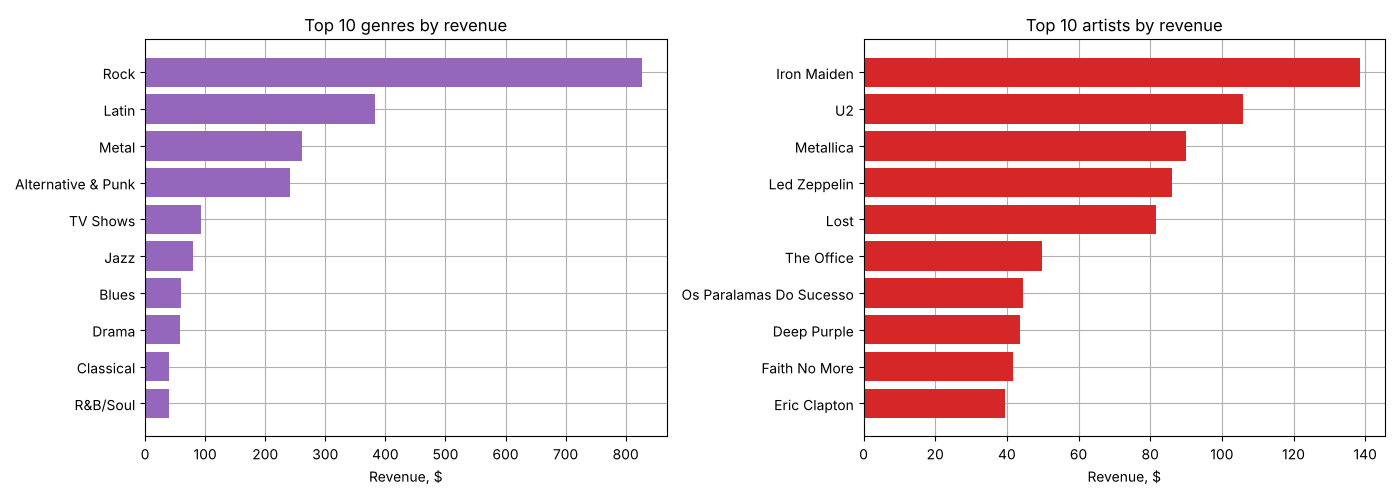 Top 10 genres by revenue
Rock
Latin
Metal
Alternative & Punk
TV Shows
Jazz
Blues
Drama
Classical
R&B/Soul
0 100 200 300 400 500 600 700 800
Revenue, $
Top 10 artists by revenue
Iron Maiden
U2
Metallica
Led Zeppelin
Lost
The Office
Os Paralamas Do Sucesso
Deep Purple
Faith No More
Eric Clapton
0 20 40 60 80 100 120 140
Revenue, $